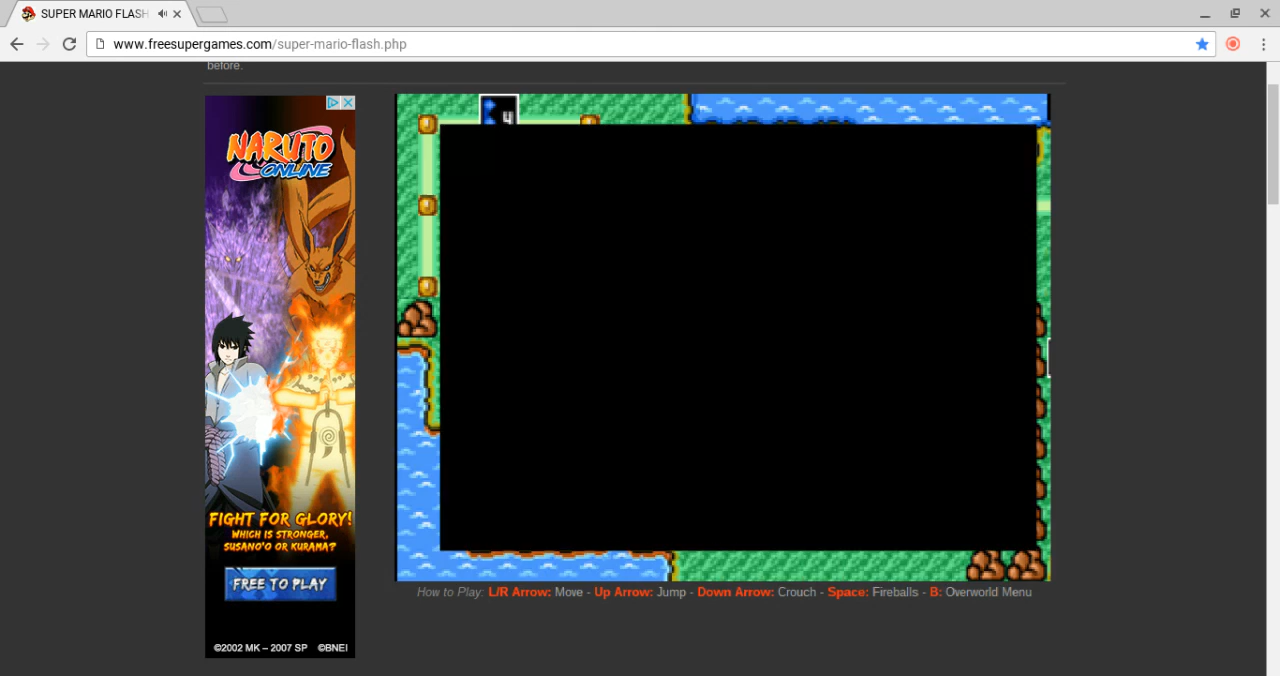 SUPER MARIO FLASH
www.freesupergames.com/super-mario-flash.php
before.
NARUTO
ONLINE
4
FIGHT FOR GLORY!
WHICH IS STRONGER,
SUSANO'O OR KURAMA?
FREE TO PLAY
©2002 MK – 2007 SP ©BNEI
How to Play: L/R Arrow: Move - Up Arrow: Jump - Down Arrow: Crouch - Space: Fireballs - B: Overworld Menu